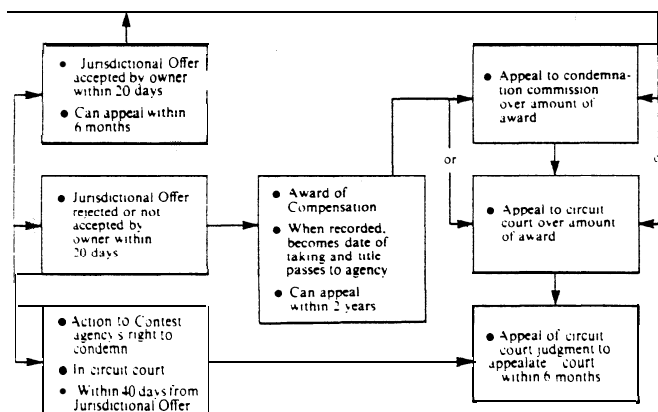 • Jurisdictional Offer
accepted by owner
within 20 days
• Can appeal within
6 months
• Appeal to condemna-
tion commission
over amount of
award
or
• Jurisdictional Offer
rejected or not
accepted by
owner within
20 days
• Award of
Compensation
• When recorded,
becomes date of
taking and title
passes to agency
• Can appeal
within 2 years
• Appeal to circuit
court over amount
of award
• Action to Contest
agency's right to
condemn
• In circuit court
• Within 40 days from
Jurisdictional Offer
• Appeal of circuit
court judgment to
appealate court
within 6 months